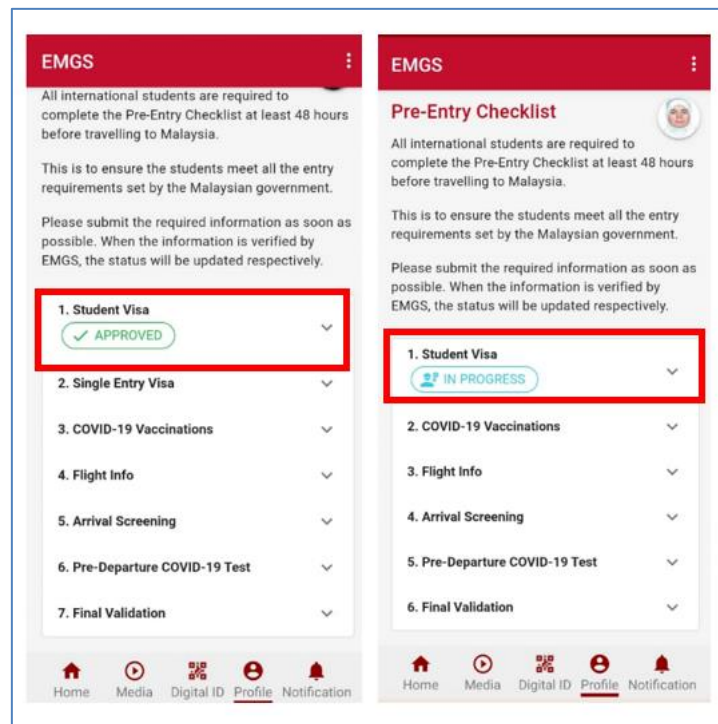 EMGS
All international students are required to
complete the Pre-Entry Checklist at least 48 hours
before travelling to Malaysia.
This is to ensure the students meet all the entry
requirements set by the Malaysian government.
Please submit the required information as soon as
possible. When the information is verified by
EMGS, the status will be updated respectively.
1. Student Visa
APPROVED
2. Single Entry Visa
3. COVID-19 Vaccinations
4. Flight Info
5. Arrival Screening
6. Pre-Departure COVID-19 Test
7. Final Validation
Home Media Digital ID Profile Notification
EMGS
Pre-Entry Checklist
All international students are required to
complete the Pre-Entry Checklist at least 48 hours
before travelling to Malaysia.
This is to ensure the students meet all the entry
requirements set by the Malaysian government.
Please submit the required information as soon as
possible. When the information is verified by
EMGS, the status will be updated respectively.
1. Student Visa
IN PROGRESS
2. COVID-19 Vaccinations
3. Flight Info
4. Arrival Screening
5. Pre-Departure COVID-19 Test
6. Final Validation
Home Media Digital ID Profile Notification